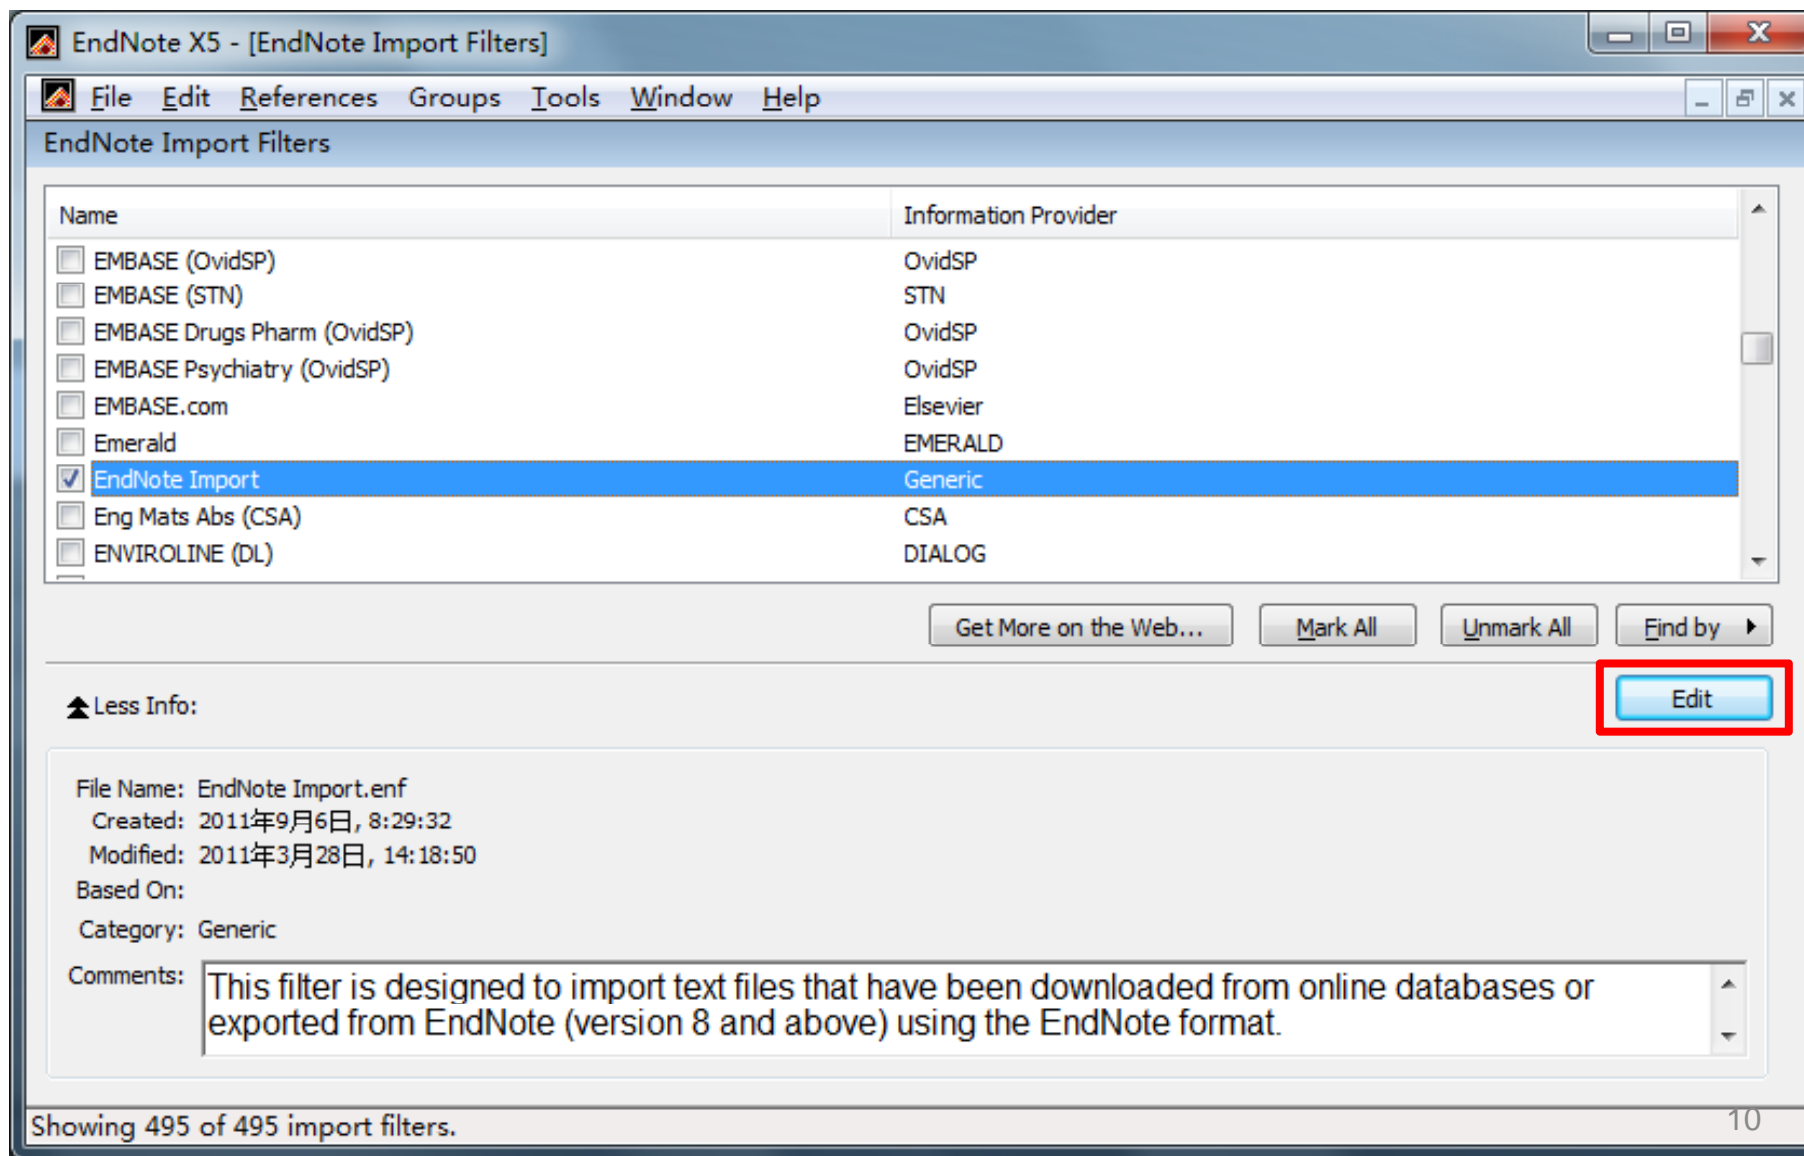 EndNote X5 - [EndNote Import Filters]
File Edit References Groups Tools Window Help
EndNote Import Filters
Name Information Provider
EMBASE (OvidSP) OvidSP
EMBASE (STN) STN
EMBASE Drugs Pharm (OvidSP) OvidSP
EMBASE Psychiatry (OvidSP) OvidSP
EMBASE.com Elsevier
Emerald EMERALD
EndNote Import Generic
Eng Mats Abs (CSA) CSA
ENVIROLINE (DL) DIALOG
Get More on the Web... Mark All Unmark All Find by
Less Info: Edit
File Name: EndNote Import.enf
Created: 2011年9月6日, 8:29:32
Modified: 2011年3月28日, 14:18:50
Based On:
Category: Generic
Comments: This filter is designed to import text files that have been downloaded from online databases or
exported from EndNote (version 8 and above) using the EndNote format.
Showing 495 of 495 import filters.
10